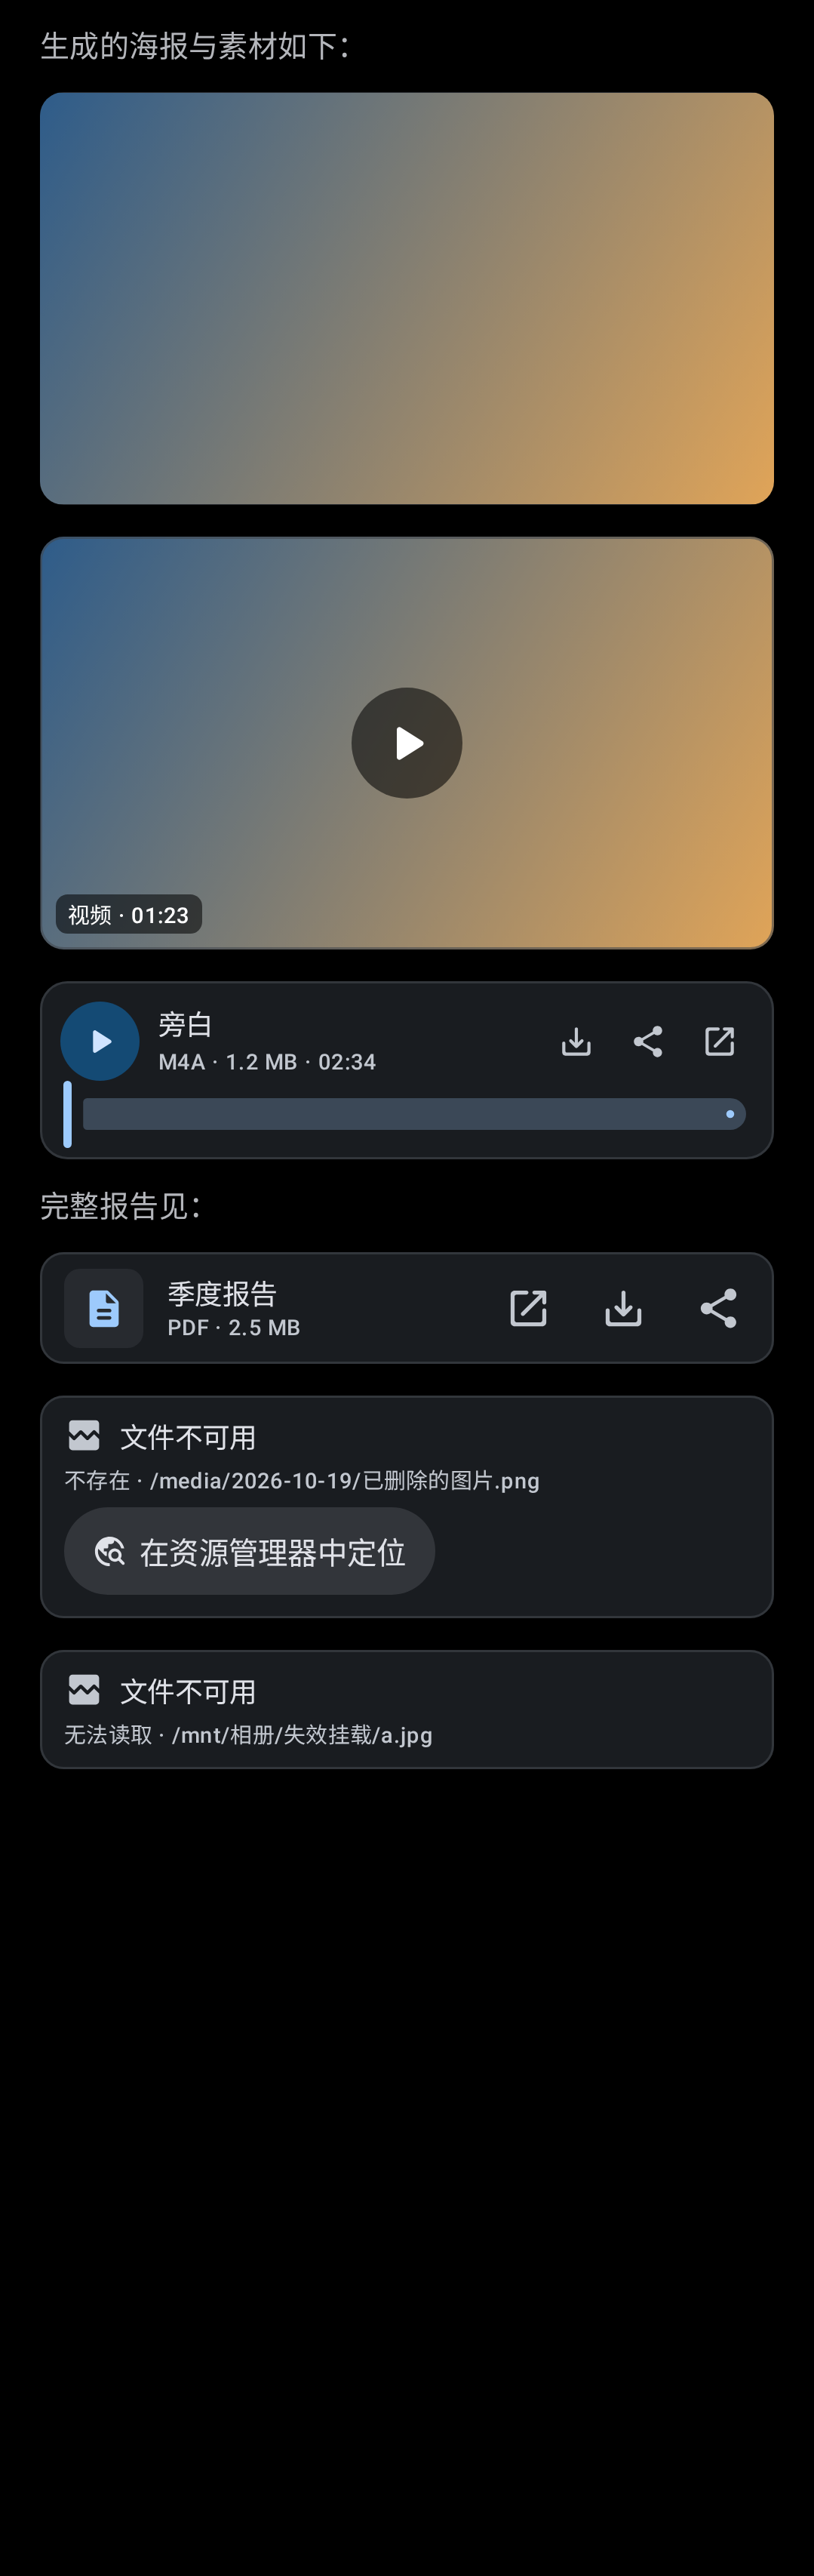 生成的海报与素材如下：
视频 · 01:23
旁白
M4A · 1.2 MB · 02:34
完整报告见：
季度报告
PDF · 2.5 MB
文件不可用
不存在 · /media/2026-10-19/已删除的图片.png
在资源管理器中定位
文件不可用
无法读取 · /mnt/相册/失效挂载/a.jpg